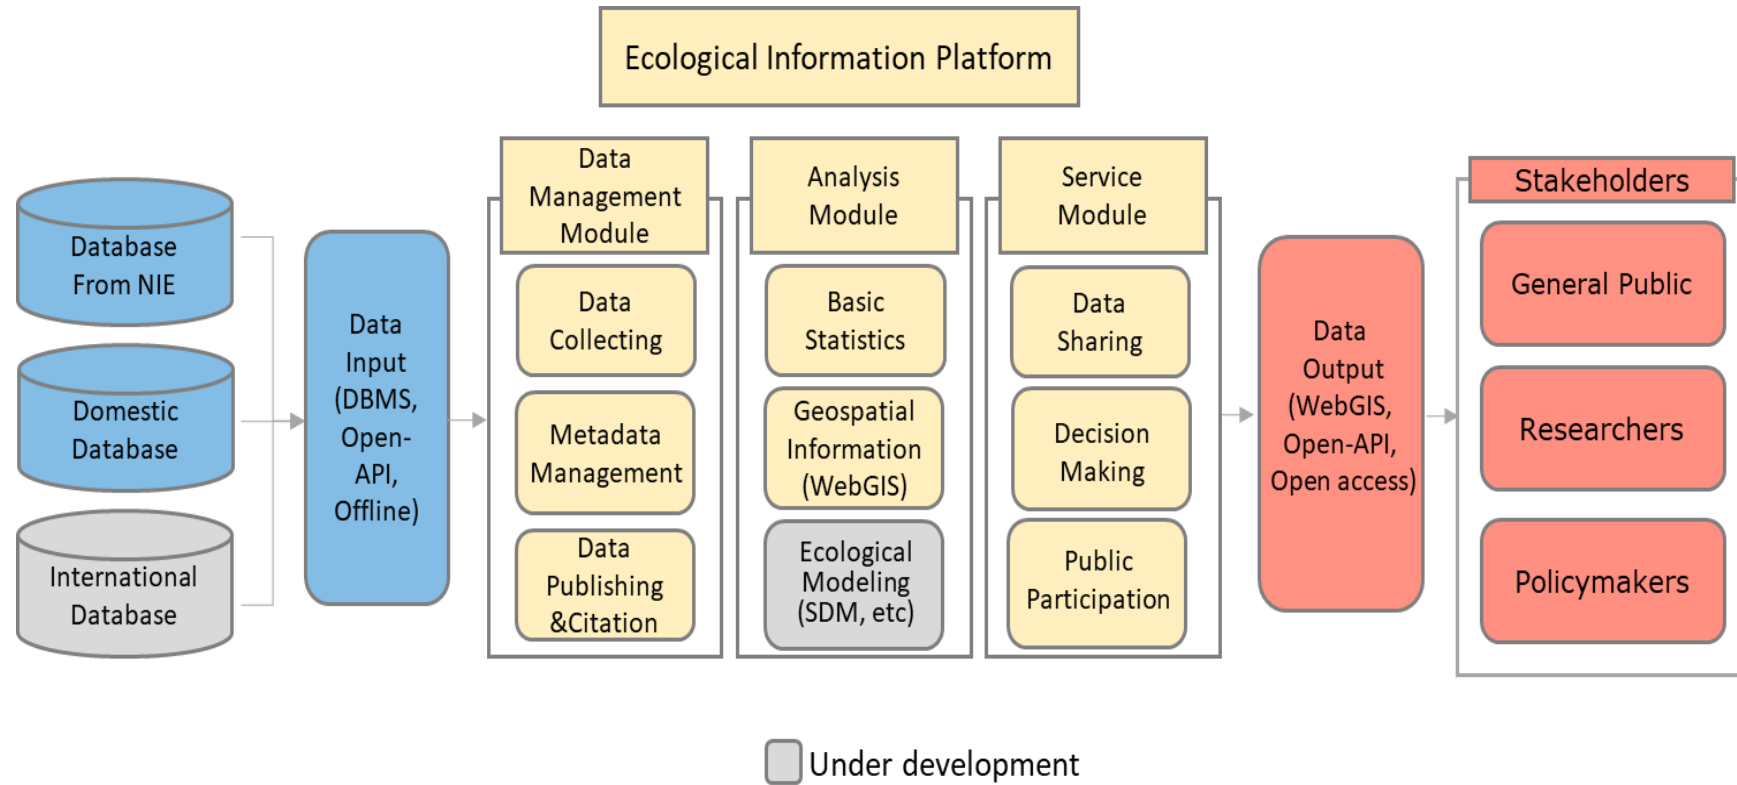 Ecological Information Platform
Database
From NIE
Domestic
Database
International
Database
Data
Input
(DBMS,
Open-
API,
Offline)
Data
Management
Module
Data
Collecting
Metadata
Management
Data
Publishing
&Citation
Analysis
Module
Basic
Statistics
Geospatial
Information
(WebGIS)
Ecological
Modeling
(SDM, etc)
Service
Module
Data
Sharing
Decision
Making
Public
Participation
Data
Output
(WebGIS,
Open-API,
Open access)
Stakeholders
General Public
Researchers
Policymakers
Under development